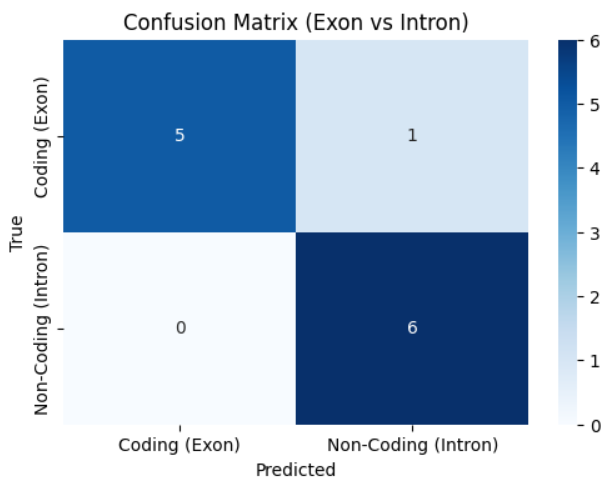 Confusion Matrix (Exon vs Intron)
True
Coding (Exon)
5
1
Non-Coding (Intron)
0
6
Coding (Exon)
Non-Coding (Intron)
Predicted
6
5
4
3
2
1
0